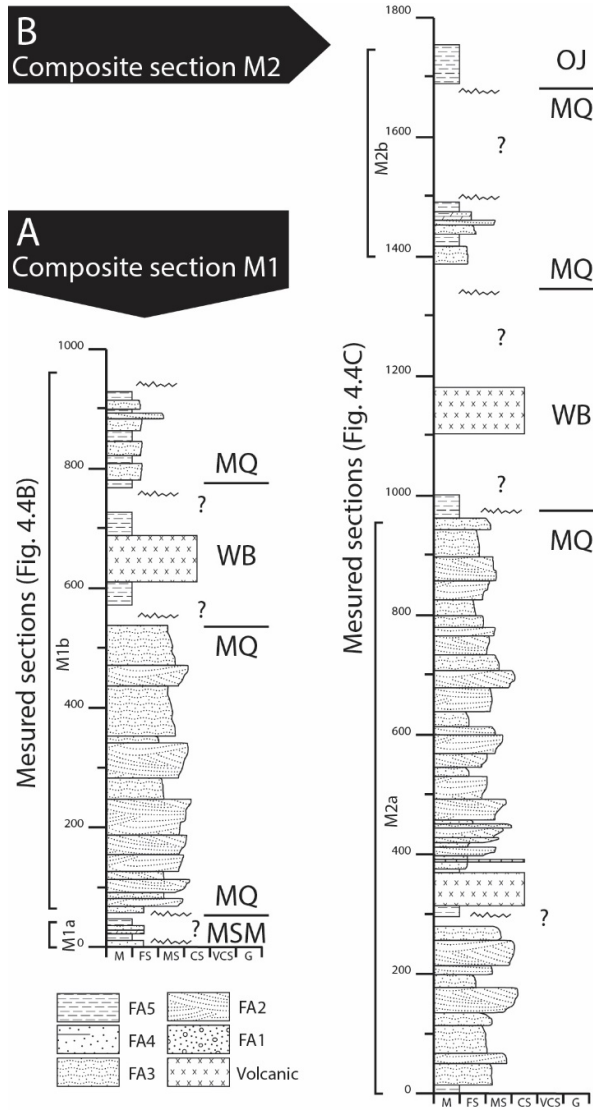 B
Composite section M2
A
Composite section M1
Mesured sections (Fig. 4.4B)
M1b
M1a
1000
800
600
400
200
0
?
MQ
?
WB
?
MQ
MQ
?
MSM
M
FS
MS
CS
VCS
G
FA5
FA2
FA4
FA1
FA3
Volcanic
Mesured sections (Fig. 4.4C)
M2b
M2a
1800
1600
1400
1200
1000
800
600
400
200
0
OJ
MQ
?
MQ
?
WB
?
MQ
?
M
FS
MS
CS
VCS
G